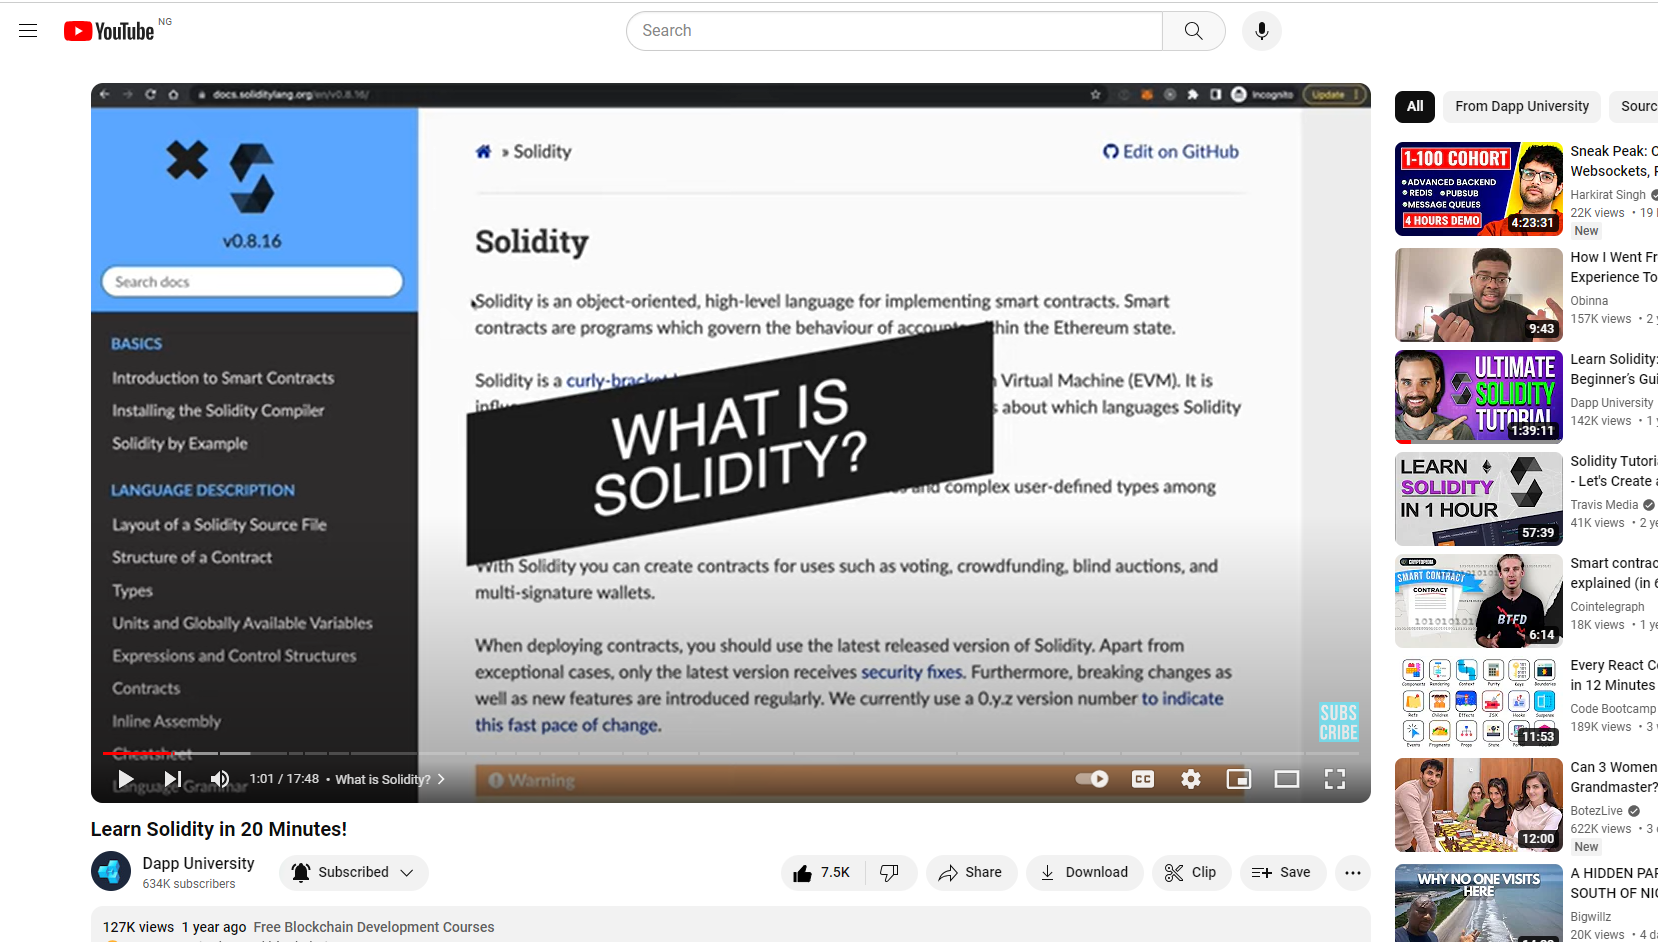 YouTube NG
Search
docs.soliditylang.org/en/v0.8.16/
Incognito
Update
v0.8.16
Search docs
BASICS
Introduction to Smart Contracts
Installing the Solidity Compiler
Solidity by Example
LANGUAGE DESCRIPTION
Layout of a Solidity Source File
Structure of a Contract
Types
Units and Globally Available Variables
Expressions and Control Structures
Contracts
Inline Assembly
Cheatsheet
Language Grammar
» Solidity
Edit on GitHub
Solidity
Solidity is an object-oriented, high-level language for implementing smart contracts. Smart
contracts are programs which govern the behaviour of accounts within the Ethereum state.
Solidity is a curly-bracket Virtual Machine (EVM). It is
about which languages Solidity
and complex user-defined types among
WHAT IS
SOLIDITY?
With Solidity you can create contracts for uses such as voting, crowdfunding, blind auctions, and
multi-signature wallets.
When deploying contracts, you should use the latest released version of Solidity. Apart from
exceptional cases, only the latest version receives security fixes. Furthermore, breaking changes as
well as new features are introduced regularly. We currently use a 0.y.z version number to indicate
this fast pace of change.
Warning
SUBS
CRIBE
1:01 / 17:48 • What is Solidity?
CC
Learn Solidity in 20 Minutes!
Dapp University
634K subscribers
Subscribed
7.5K
Share
Download
Clip
Save
127K views 1 year ago Free Blockchain Development Courses
All
From Dapp University
Sourc
1-100 COHORT
•ADVANCED BACKEND
•REDIS •PUBSUB
•MESSAGE QUEUES
4 HOURS DEMO
4:23:31
Sneak Peak:
Websockets,
Harkirat Singh
22K views • 19
New
9:43
How I Went Fr
Experience To
Obinna
157K views • 2
ULTIMATE
SOLIDITY
TUTORIAL
1:39:11
Learn Solidity:
Beginner's Gui
Dapp University
142K views • 1
LEARN
SOLIDITY
IN 1 HOUR
57:39
Solidity Tutori
- Let's Create
Travis Media
41K views • 2 ye
SMART CONTRACT
CONTRACT
BTFD
6:14
Smart contrac
explained (in 6
Cointelegraph
18K views • 1 ye
11:53
Every React C
in 12 Minutes
Code Bootcamp
189K views • 3
12:00
Can 3 Women
Grandmaster?
BotezLive
622K views • 3
New
WHY NO ONE VISITS
HERE
A HIDDEN PAR
SOUTH OF NIG
Bigwillz
20K views • 4 da